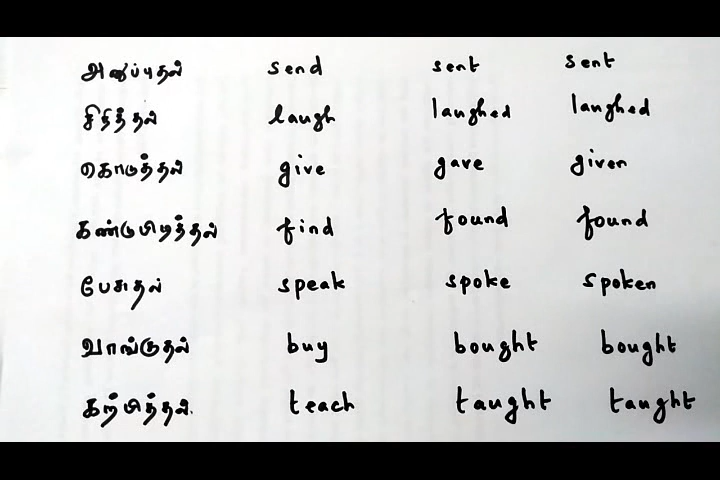 அனுப்புதல் send sent sent
சிரித்தல் laugh laughed laughed
கொடுத்தல் give gave given
கண்டுபிடித்தல் find found found
பேசுதல் speak spoke spoken
வாங்குதல் buy bought bought
கற்பித்தல். teach taught taught